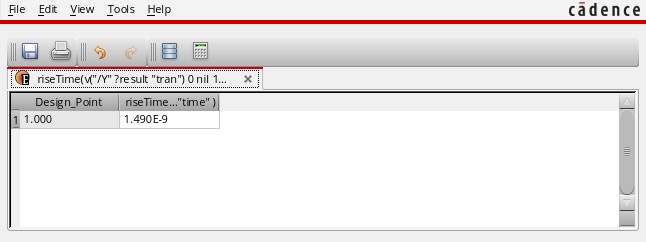 File Edit View Tools Help
cādence
riseTime(v("/Y" ?result "tran") 0 nil 1...
Design_Point riseTime..."time" )
1 1.000 1.490E-9